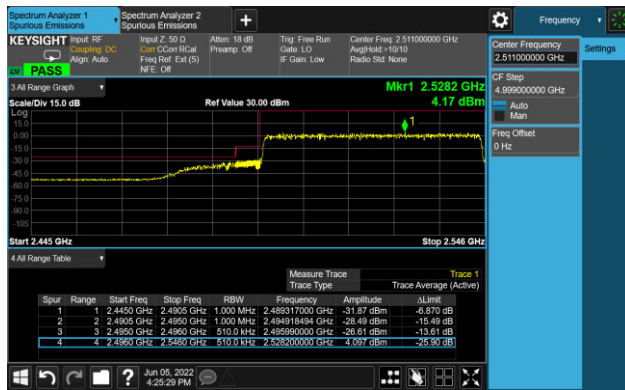 Spectrum Analyzer 1
Spurious Emissions
Spectrum Analyzer 2
Spurious Emissions
+
Frequency
KEYSIGHT
Input: RF
Coupling: DC
Align: Auto
Input Z: 50 Ω
Corr CCorr RCal
Freq Ref: Ext (S)
NFE: Off
Atten: 18 dB
Preamp: Off
Trig: Free Run
Gate: LO
IF Gain: Low
Center Freq: 2.511000000 GHz
Avg|Hold:>10/10
Radio Std: None
PASS
Center Frequency
2.511000000 GHz
Settings
CF Step
4.999000000 GHz
Auto
Man
Freq Offset
0 Hz
3 All Range Graph
Mkr1 2.5282 GHz
Scale/Div 15.0 dB
Ref Value 30.00 dBm
4.17 dBm
Log
15.0
0.00
-15.0
-30.0
-45.0
-60.0
-75.0
-90.0
-105
1
Start 2.445 GHz
Stop 2.546 GHz
4 All Range Table
Measure Trace Trace 1
Trace Type Trace Average (Active)
Spur Range Start Freq Stop Freq RBW Frequency Amplitude ΔLimit
1 1 2.4450 GHz 2.4905 GHz 1.000 MHz 2.489317000 GHz -31.87 dBm -6.870 dB
2 2 2.4905 GHz 2.4950 GHz 1.000 MHz 2.494918494 GHz -28.49 dBm -15.49 dB
3 3 2.4950 GHz 2.4960 GHz 510.0 kHz 2.495990000 GHz -26.61 dBm -13.61 dB
4 4 2.4960 GHz 2.5460 GHz 510.0 kHz 2.528200000 GHz 4.097 dBm -25.90 dB
?
Jun 05, 2022
4:25:29 PM